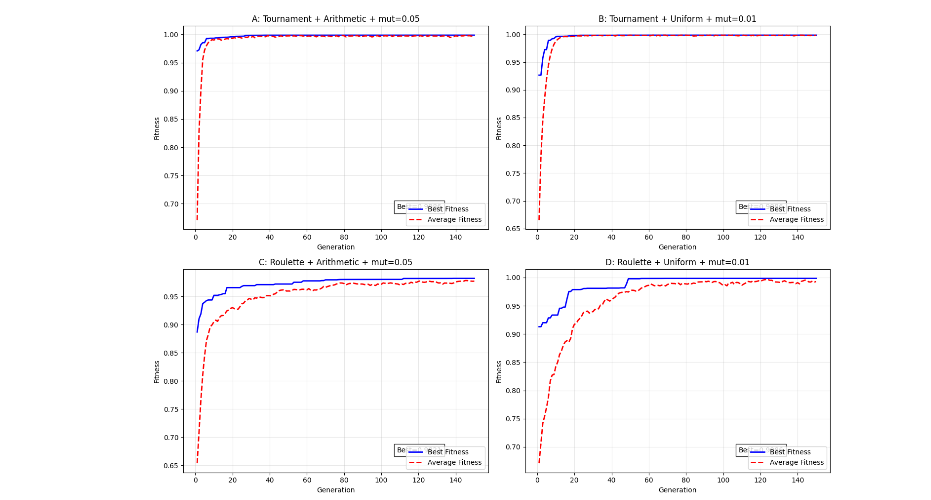 A: Tournament + Arithmetic + mut=0.05
1.00
0.95
0.90
0.85
0.80
0.75
0.70
Fitness
Best Fitness
Average Fitness
0 20 40 60 80 100 120 140
Generation
B: Tournament + Uniform + mut=0.01
1.00
0.95
0.90
0.85
0.80
0.75
0.70
0.65
Fitness
Best Fitness
Average Fitness
0 20 40 60 80 100 120 140
Generation
C: Roulette + Arithmetic + mut=0.05
0.95
0.90
0.85
0.80
0.75
0.70
0.65
Fitness
Best Fitness
Average Fitness
0 20 40 60 80 100 120 140
Generation
D: Roulette + Uniform + mut=0.01
1.00
0.95
0.90
0.85
0.80
0.75
0.70
Fitness
Best Fitness
Average Fitness
0 20 40 60 80 100 120 140
Generation